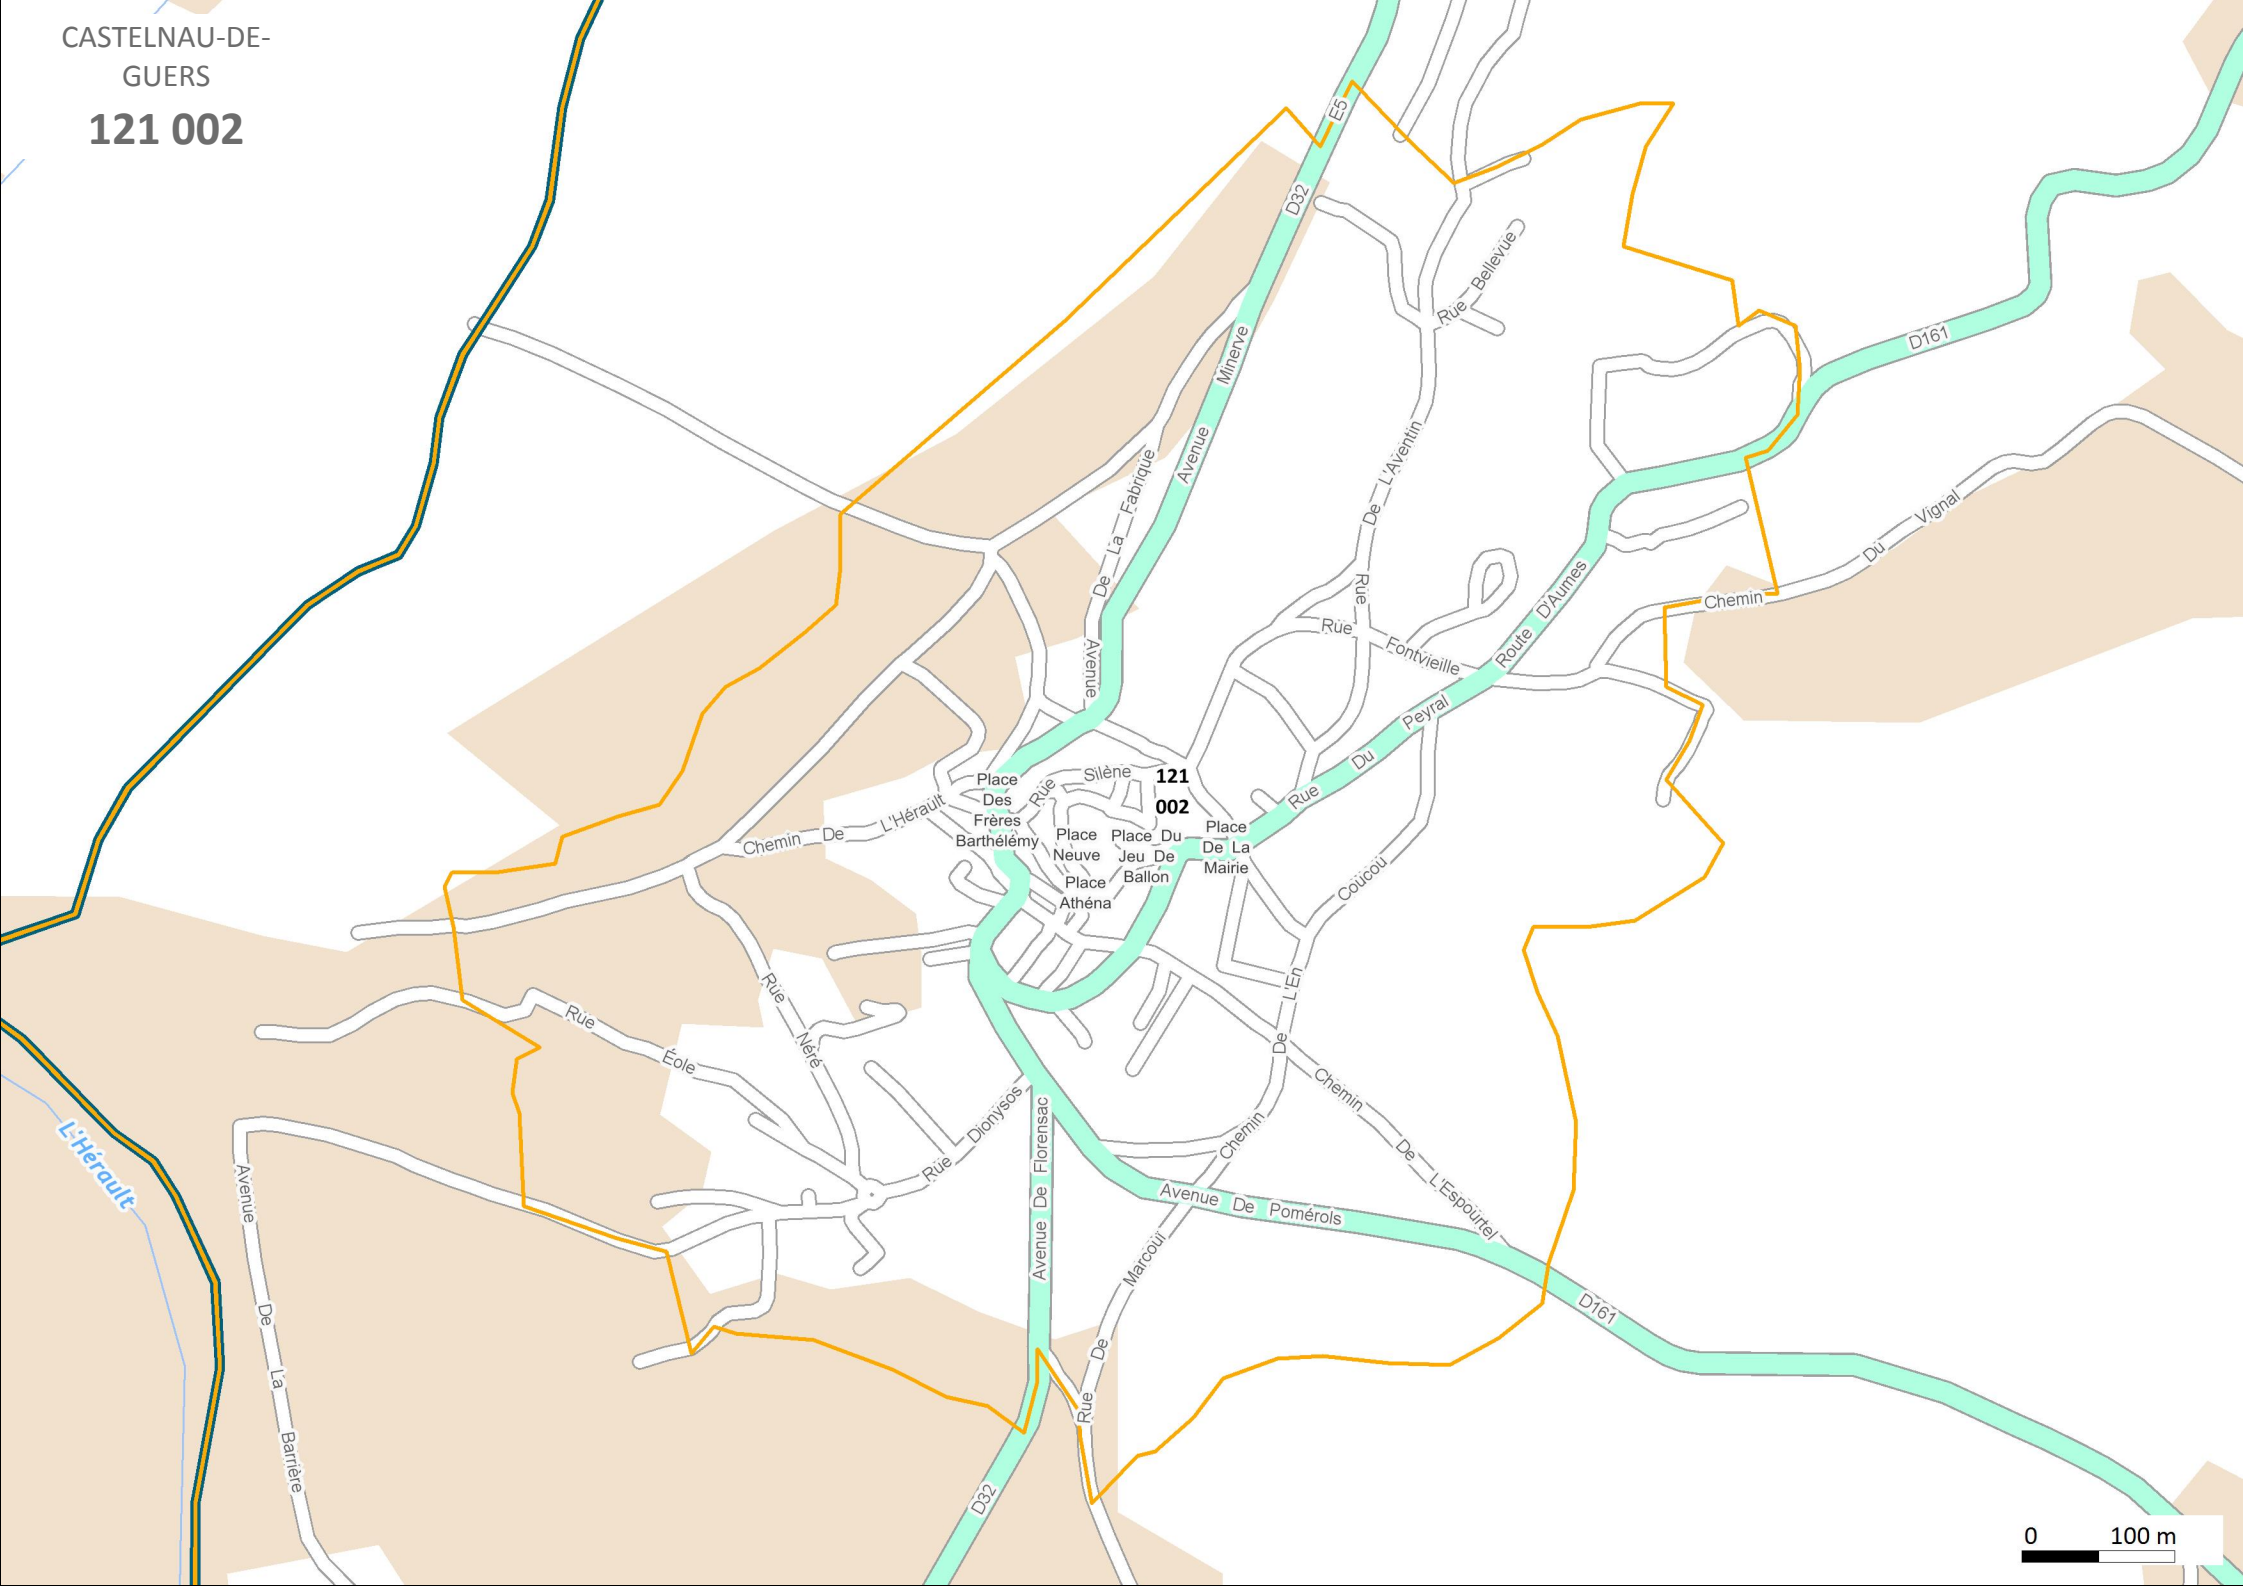 CASTELNAU-DE-
GUERS
121 002
E5
D32
Rue Bellevue
D161
Avenue Minerve
Avenue De La Fabrique
Rue De L'Aventin
Chemin Du Vignal
Route D'Aumes
Rue Fontvieille
Rue Du Peyral
Rue Silène
121
002
Place
Des
Frères
Barthélémy
Place
Neuve
Place Du
Jeu De
Ballon
Place
De La
Mairie
Place
Athéna
Chemin De L'Hérault
Chemin De L'En Coucou
Rue Néré
Rue Éole
Rue Dionysos
Chemin De L'Espourtel
Avenue De Florensac
Avenue De Pomérols
Rue De Marcoui
D161
L'Hérault
Avenue De La Barrière
D32
0 100 m